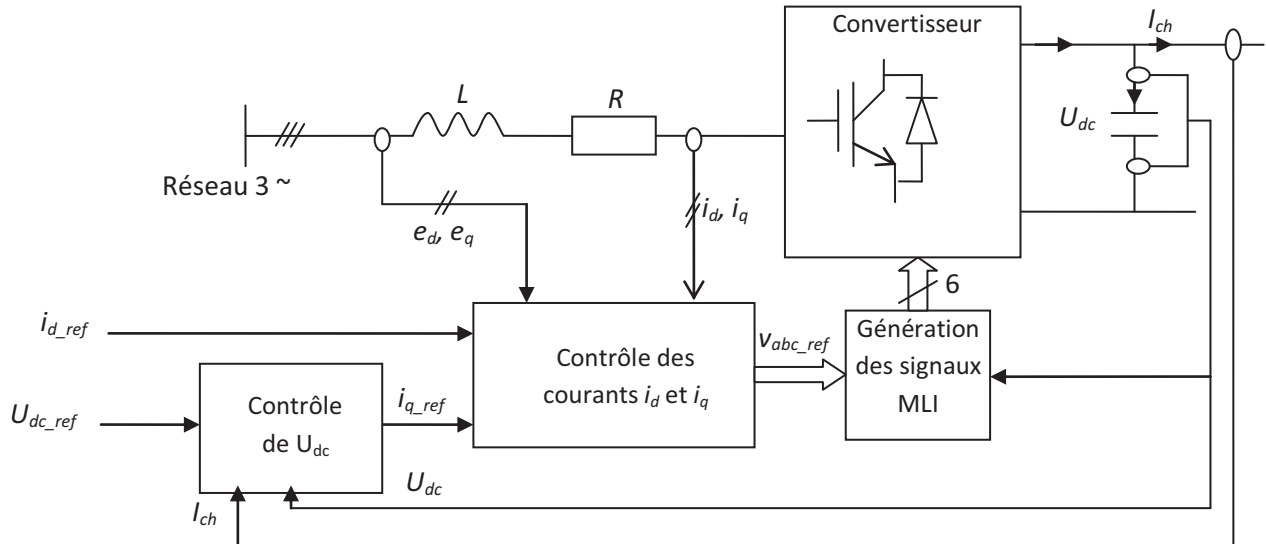 Convertisseur
I_ch
L
R
U_dc
Réseau 3 ~
e_d, e_q
i_d, i_q
6
i_d_ref
Contrôle des
courants i_d et i_q
v_abc_ref
Génération
des signaux
MLI
U_dc_ref
Contrôle
de U_dc
i_q_ref
U_dc
I_ch